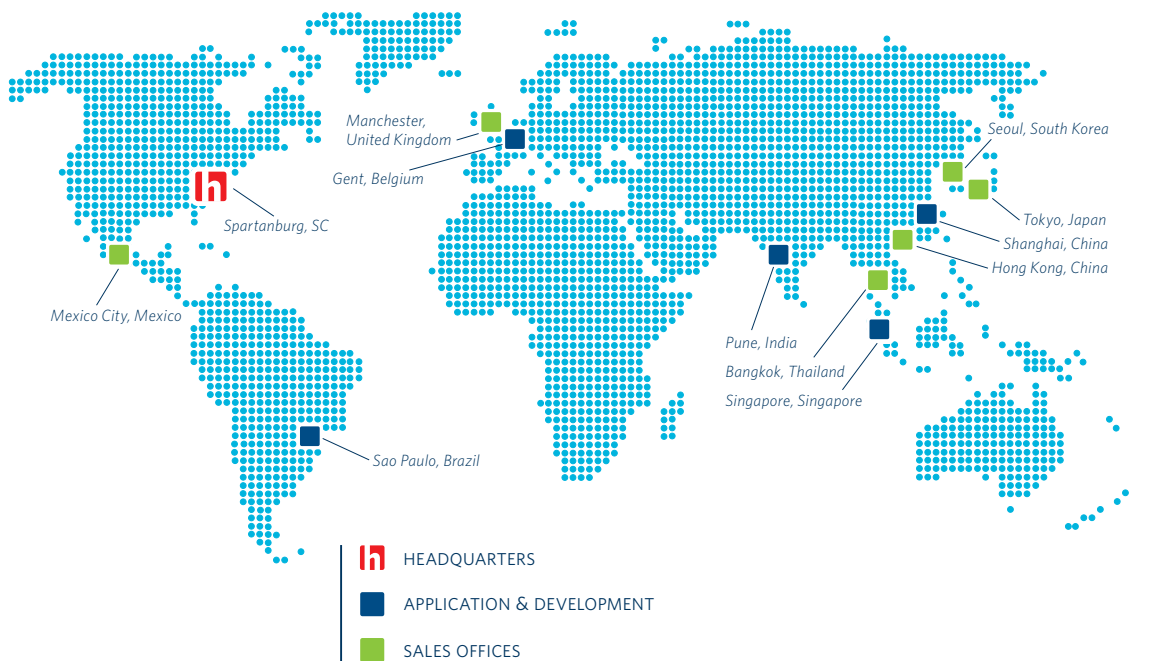 Manchester,
United Kingdom
Gent, Belgium
Seoul, South Korea
h
Spartanburg, SC
Tokyo, Japan
Shanghai, China
Hong Kong, China
Mexico City, Mexico
Pune, India
Bangkok, Thailand
Singapore, Singapore
Sao Paulo, Brazil
h HEADQUARTERS
APPLICATION & DEVELOPMENT
SALES OFFICES